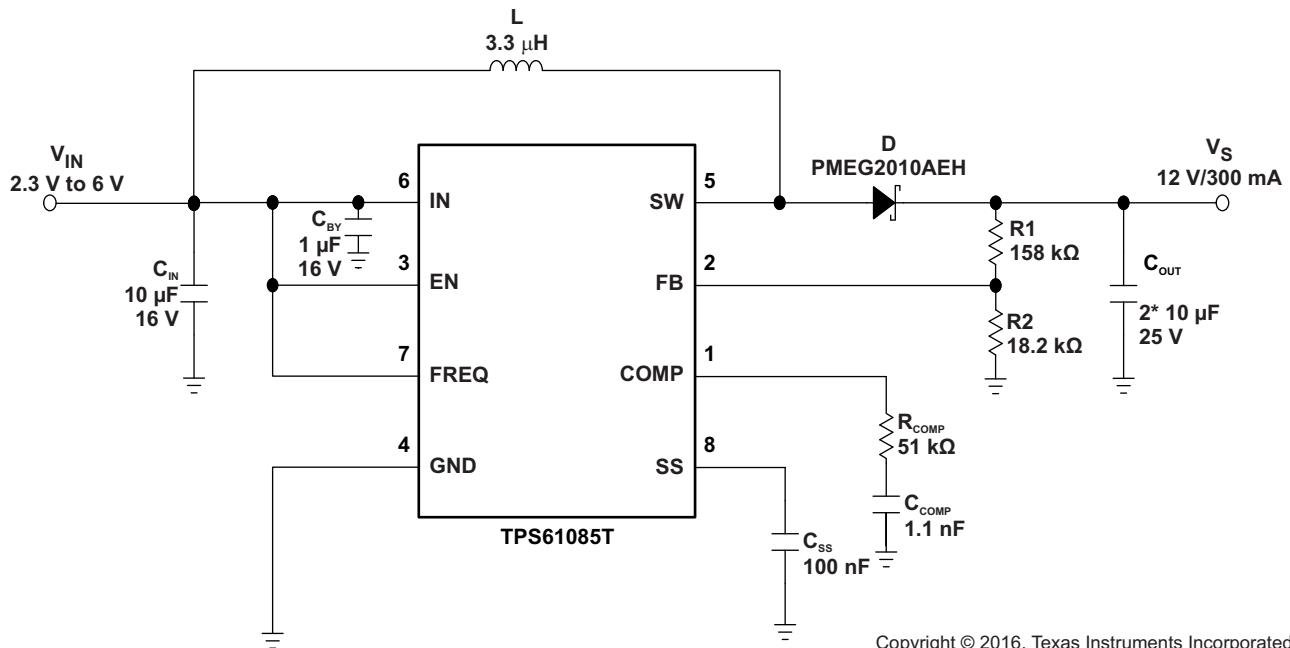 L
3.3 μH
V_IN
2.3 V to 6 V
D
PMEG2010AEH
V_S
12 V/300 mA
6
IN
SW
5
C_BY
1 µF
16 V
R1
158 kΩ
3
EN
FB
2
C_IN
10 µF
16 V
C_OUT
2* 10 µF
25 V
R2
18.2 kΩ
7
FREQ
COMP
1
R_COMP
51 kΩ
4
GND
SS
8
C_COMP
1.1 nF
TPS61085T
C_SS
100 nF
Copyright © 2016, Texas Instruments Incorporated